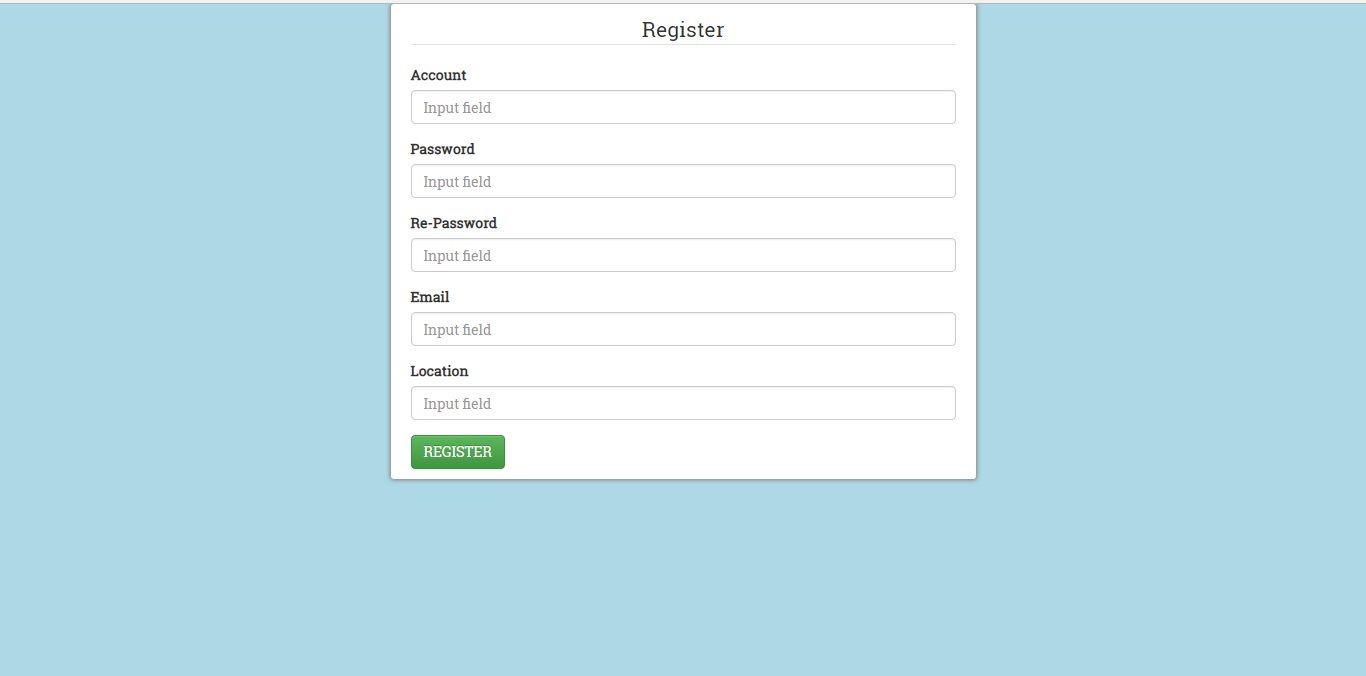 Register
Account
Input field
Password
Input field
Re-Password
Input field
Email
Input field
Location
Input field
REGISTER